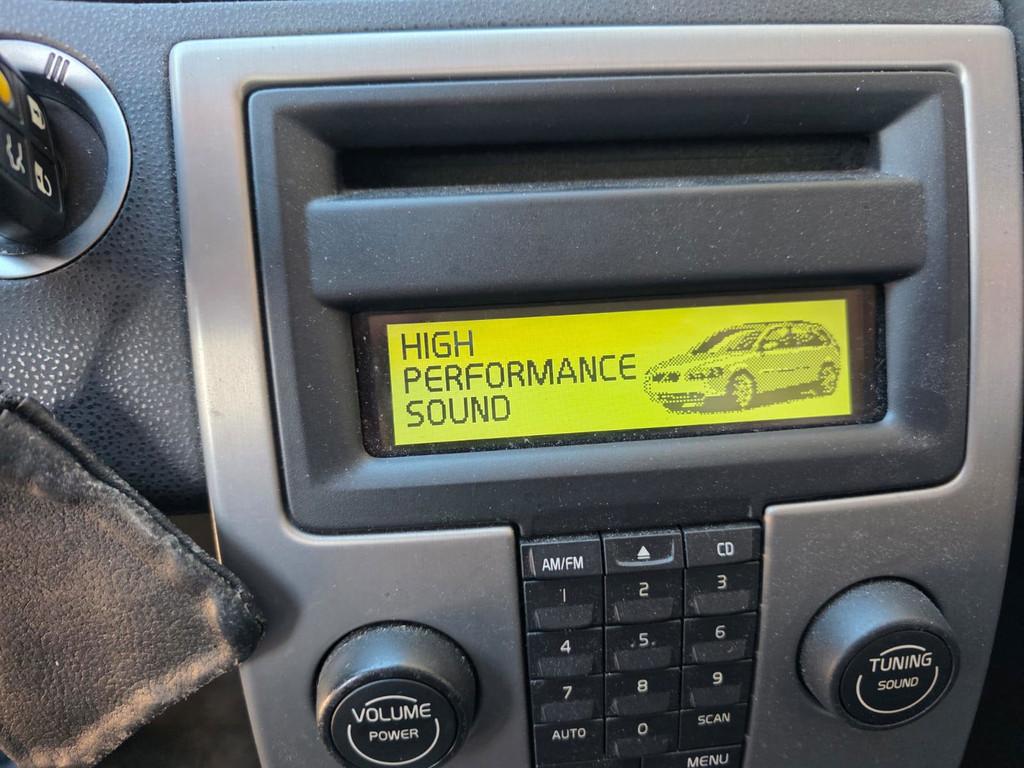 HIGH
PERFORMANCE
SOUND
AM/FM
CD
1
2
3
4
.5.
6
7
8
9
AUTO
0
SCAN
MENU
VOLUME
POWER
TUNING
SOUND